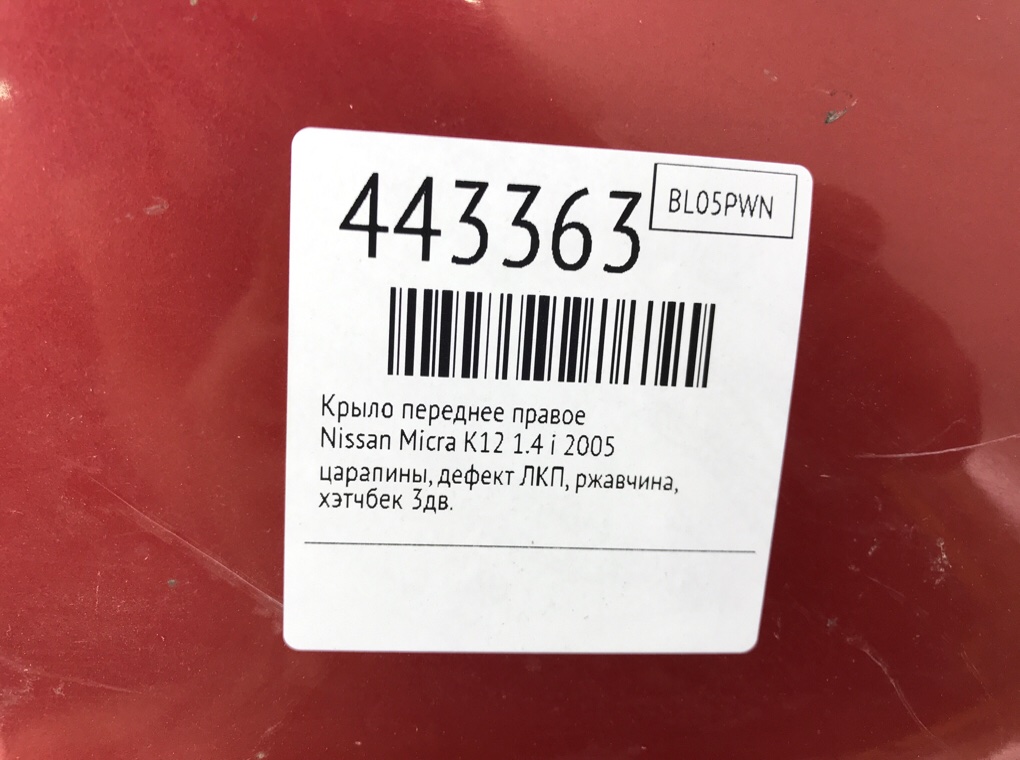 443363
BL05PWN
Крыло переднее правое
Nissan Micra K12 1.4 i 2005
царапины, дефект ЛКП, ржавчина,
хэтчбек 3дв.